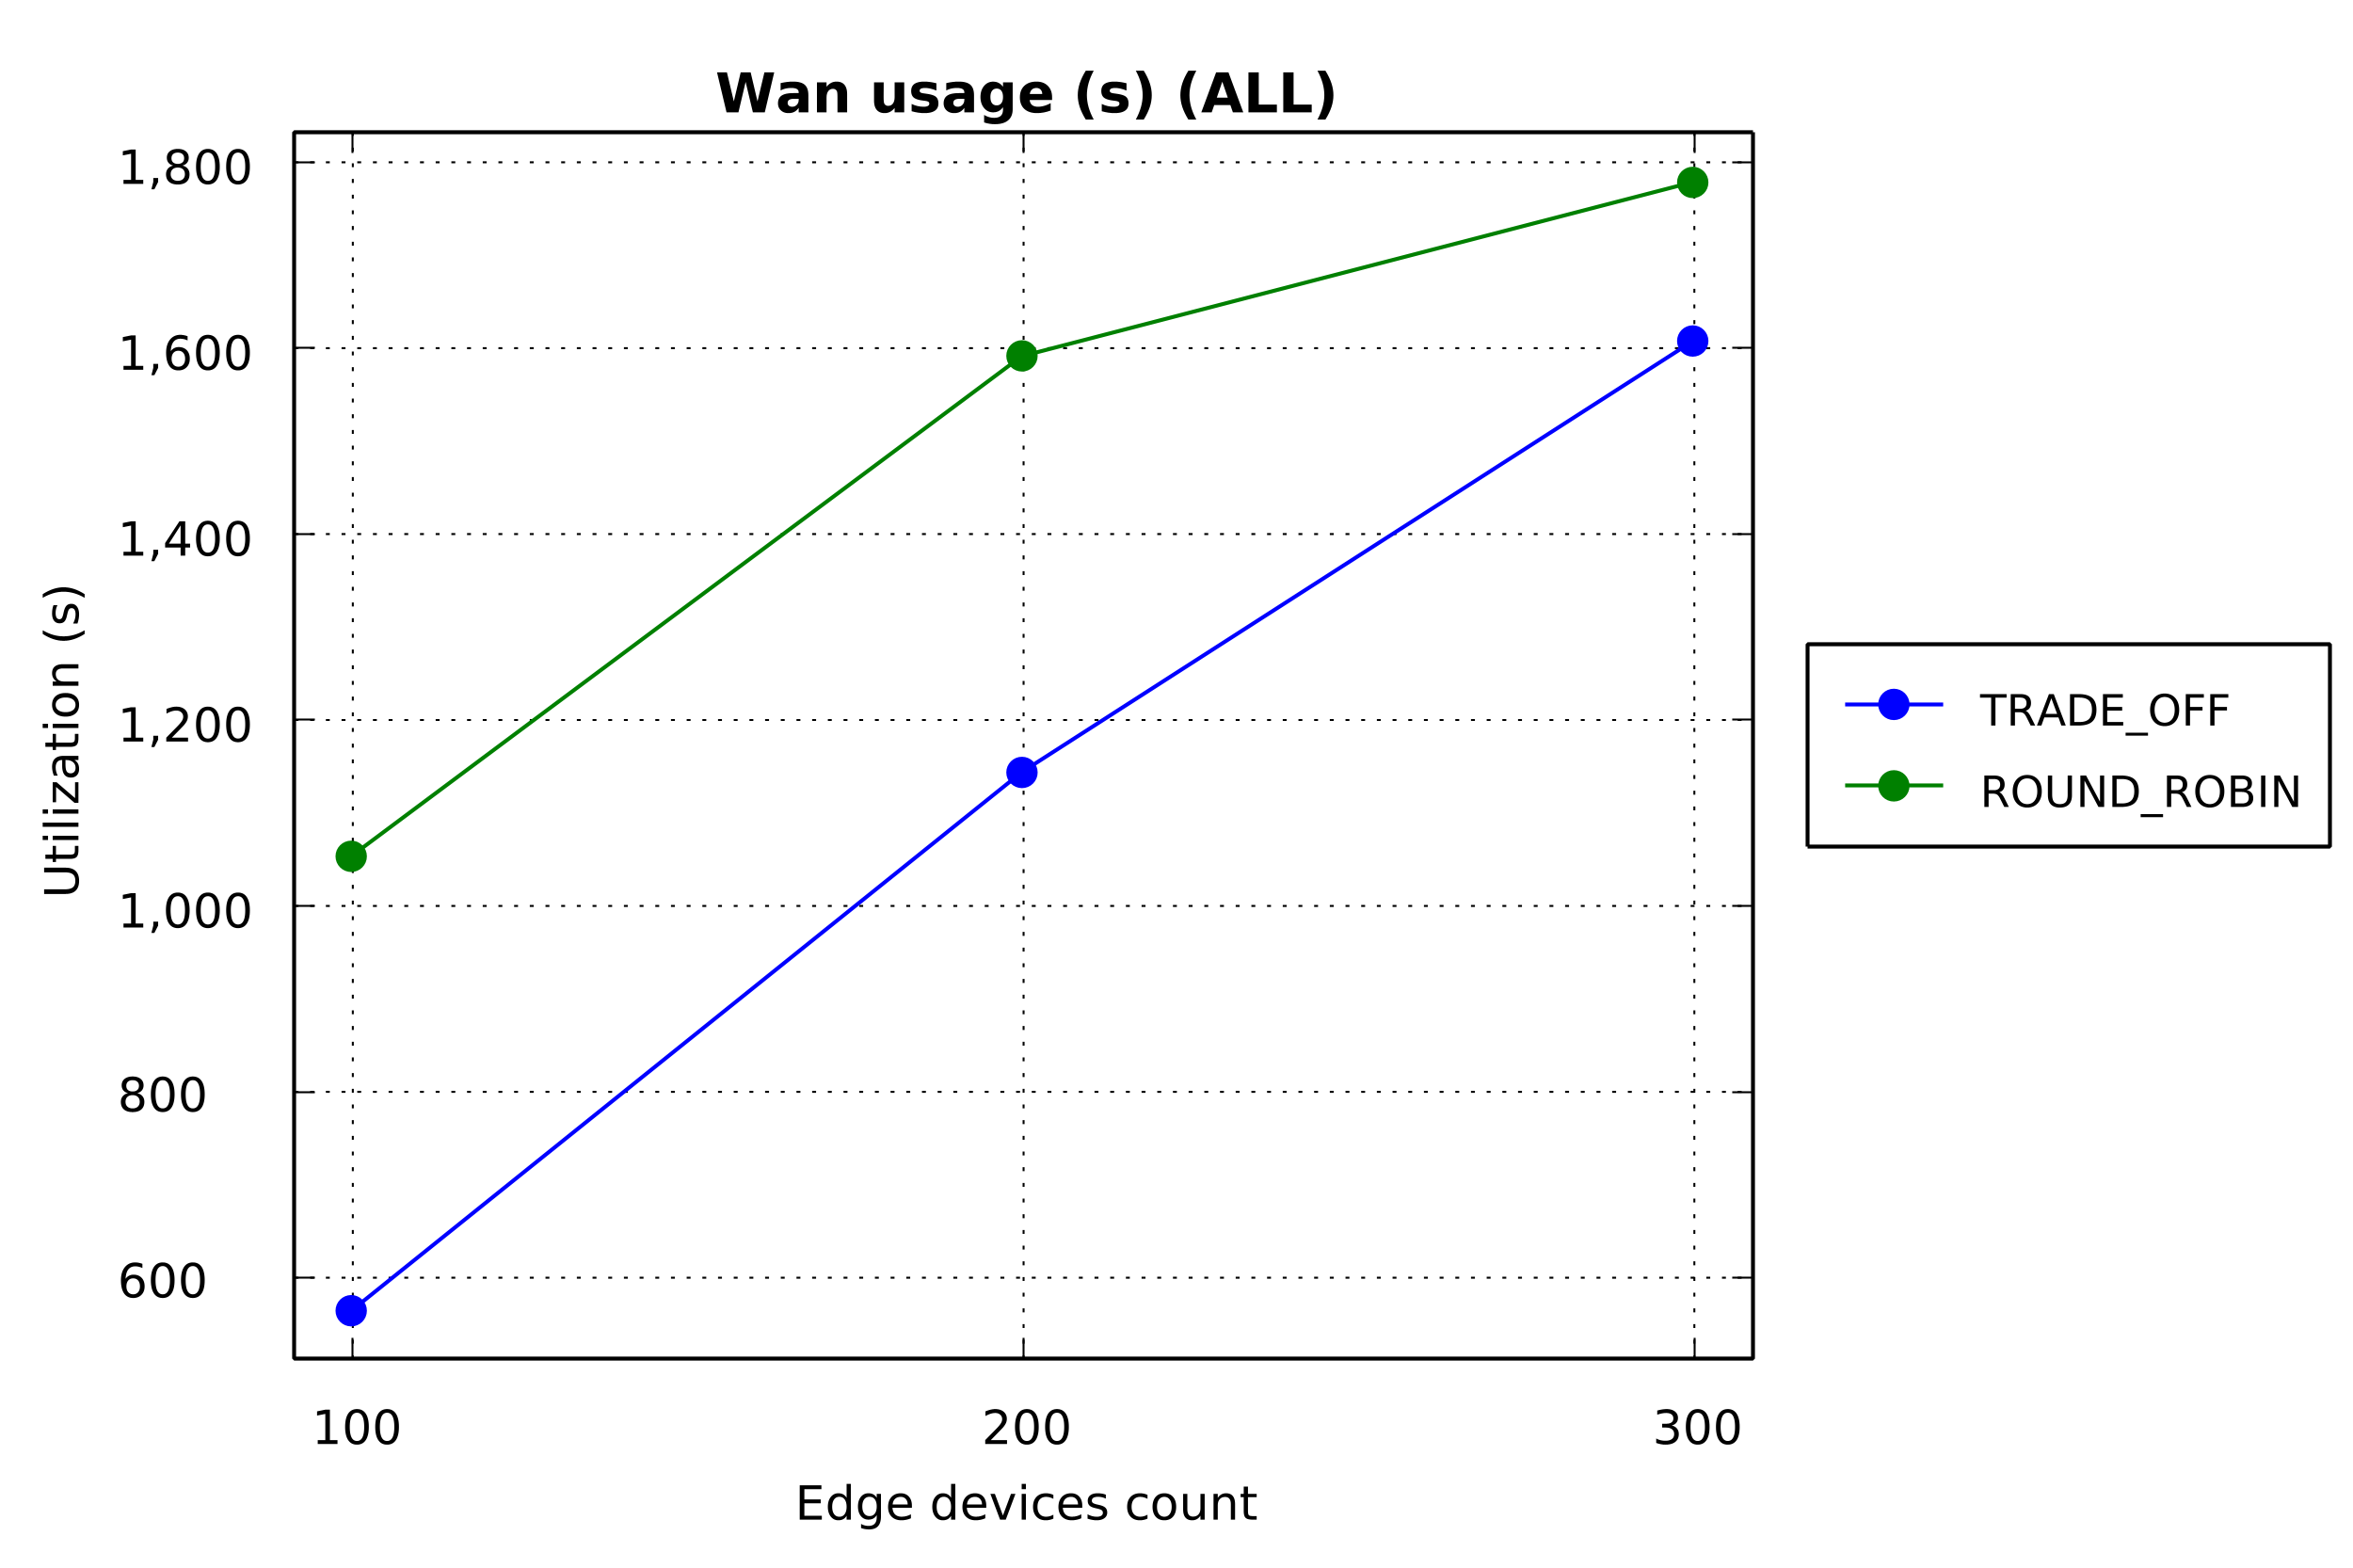 Wan usage (s) (ALL)
1,800
1,600
1,400
1,200
1,000
800
600
Utilization (s)
100
200
300
Edge devices count
TRADE_OFF
ROUND_ROBIN